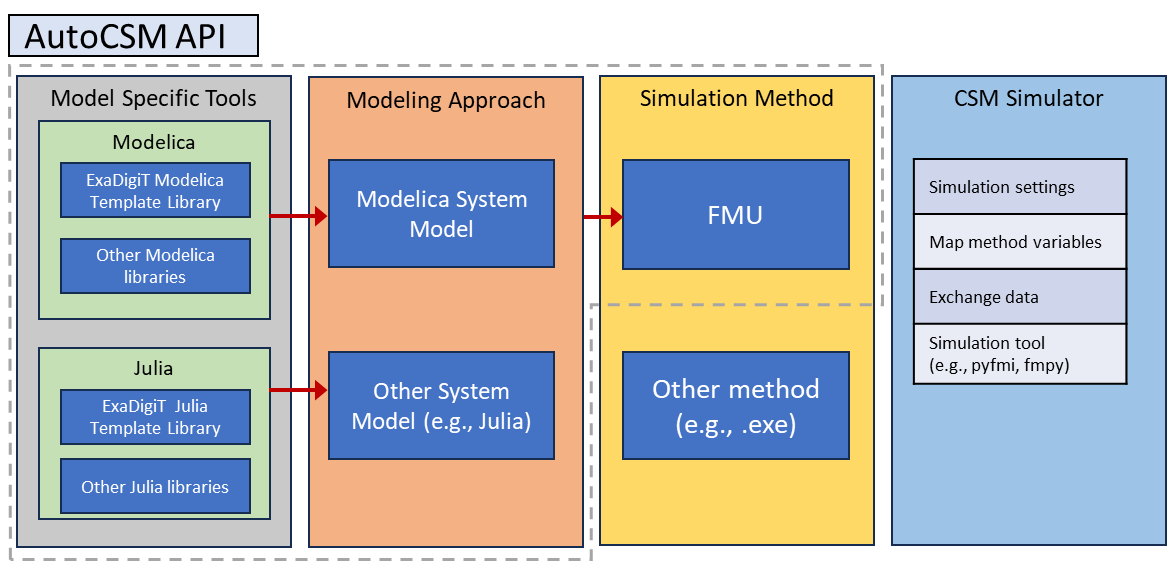 AutoCSM API
Model Specific Tools
Modelica
ExaDigiT Modelica
Template Library
Other Modelica
libraries
Julia
ExaDigiT Julia
Template Library
Other Julia libraries
Modeling Approach
Modelica System
Model
Other System
Model (e.g., Julia)
Simulation Method
FMU
Other method
(e.g., .exe)
CSM Simulator
Simulation settings
Map method variables
Exchange data
Simulation tool
(e.g., pyfmi, fmpy)